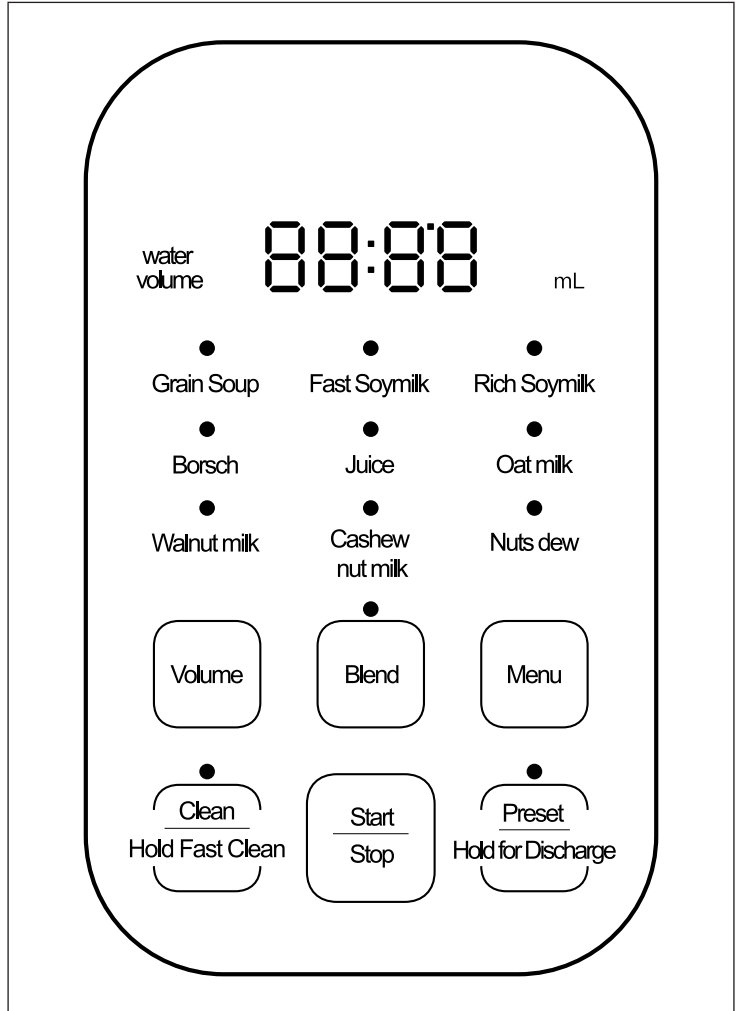 88:88
water
volume
mL
Grain Soup Fast Soymilk Rich Soymilk
Borsch Juice Oat milk
Walnut milk Cashew Nuts dew
nut milk
Volume Blend Menu
Clean Start Preset
Hold Fast Clean Stop Hold for Discharge